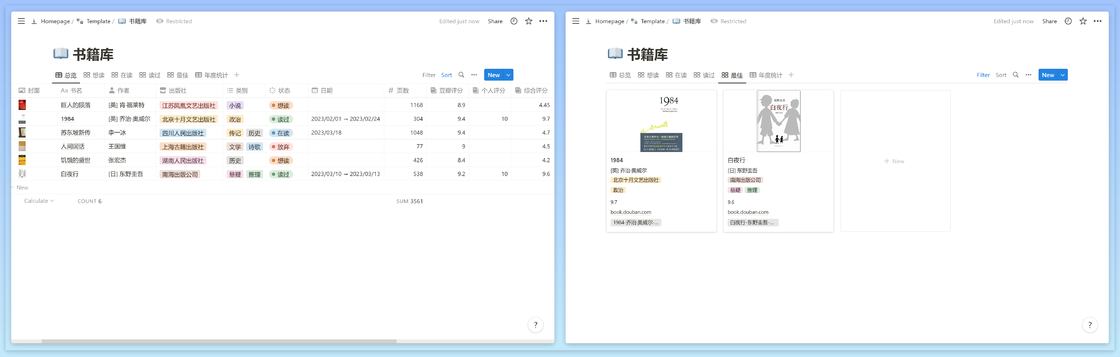 Homepage / Template / 书籍库 Restricted
Edited just now Share
书籍库
总览 想读 在读 读过 最佳 年度统计 +
Filter Sort New
封面 Aa 书名 作者 出版社 类别 状态 日期 # 页数 豆瓣评分 个人评分 综合评分
巨人的陨落 [英] 肯·福莱特 江苏凤凰文艺出版社 小说 想读 1168 8.9 4.45
1984 [英] 乔治·奥威尔 北京十月文艺出版社 政治 读过 2023/02/01 → 2023/02/24 304 9.4 10 9.7
苏东坡新传 李一冰 四川人民出版社 传记 历史 在读 2023/03/18 1048 9.4 4.7
人间词话 王国维 上海古籍出版社 文学 诗歌 放弃 77 9 4.5
饥饿的盛世 张宏杰 湖南人民出版社 历史 想读 426 8.4 4.2
白夜行 [日] 东野圭吾 南海出版公司 悬疑 推理 读过 2023/03/10 → 2023/03/13 538 9.2 10 9.6
New
Calculate COUNT 6 SUM 3561
?
Homepage / Template / 书籍库 Restricted
Edited just now Share
书籍库
总览 想读 在读 读过 最佳 年度统计 +
Filter Sort New
1984
白夜行
1984
[英] 乔治·奥威尔
北京十月文艺出版社
政治
9.7
book.douban.com
1984-乔治·奥威尔-...
白夜行
[日] 东野圭吾
南海出版公司
悬疑 推理
9.6
book.douban.com
白夜行-东野圭吾-...
+ New
?